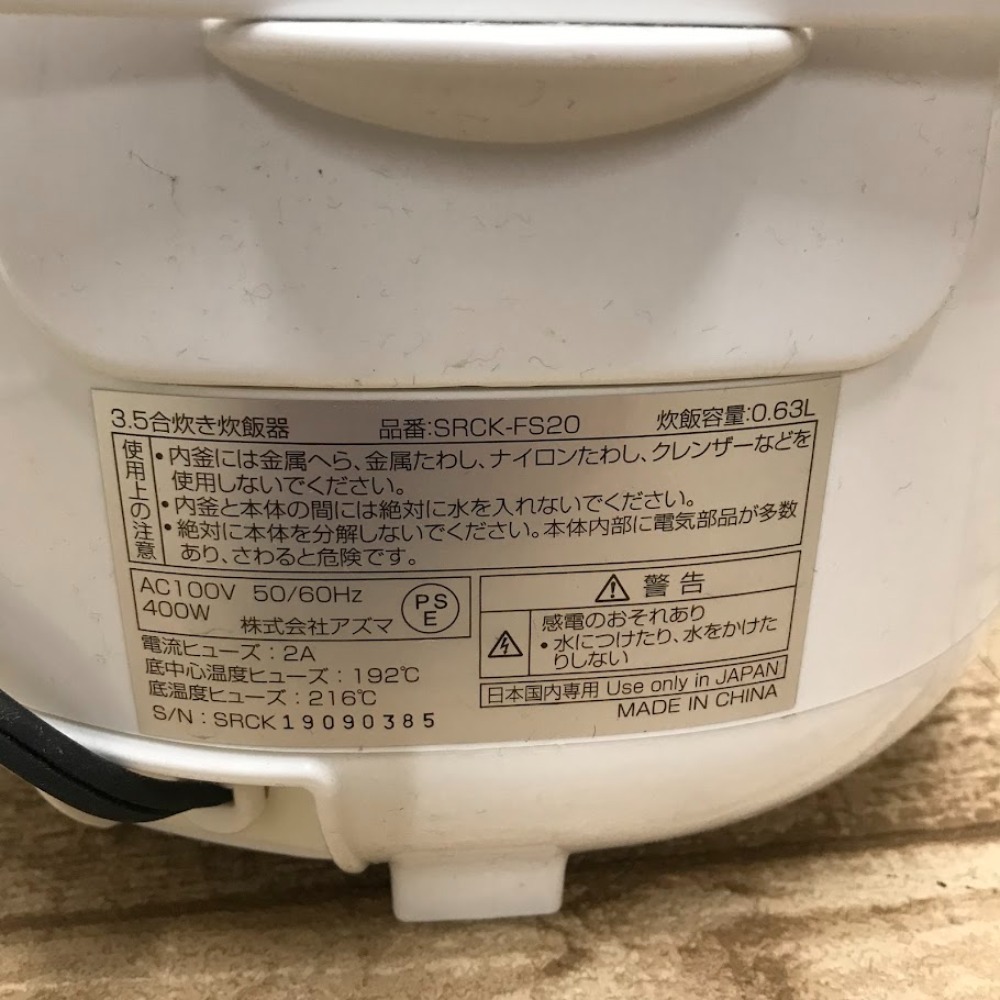 3.5合炊き炊飯器 品番:SRCK-FS20 炊飯容量:0.63L
使用上の注意
・内釜には金属へら、金属たわし、ナイロンたわし、クレンザーなどを
使用しないでください。
・内釜と本体の間には絶対に水を入れないでください。
・絶対に本体を分解しないでください。本体内部に電気部品が多数
あり、さわると危険です。
AC100V 50/60Hz
400W 株式会社アズマ
PS
E
電流ヒューズ:2A
底中心温度ヒューズ:192℃
底温度ヒューズ:216℃
S/N:SRCK19090385
警告
感電のおそれあり
・水につけたり、水をかけた
りしない
日本国内専用 Use only in JAPAN
MADE IN CHINA